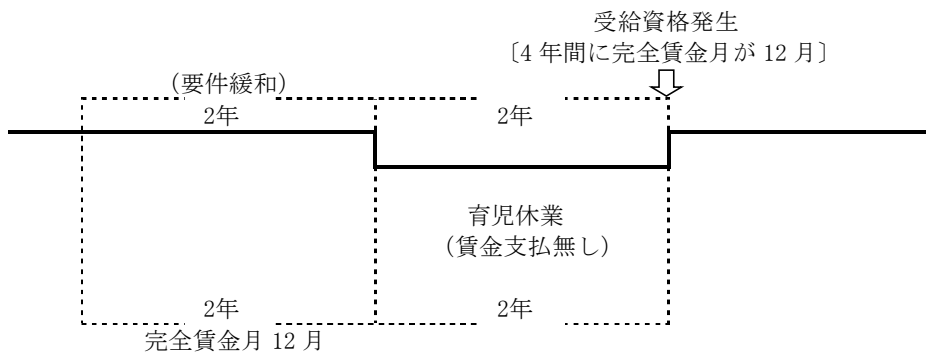 受給資格発生
〔4 年間に完全賃金月が 12 月〕
（要件緩和）
2年 2年
育児休業
（賃金支払無し）
2年 2年
完全賃金月 12 月